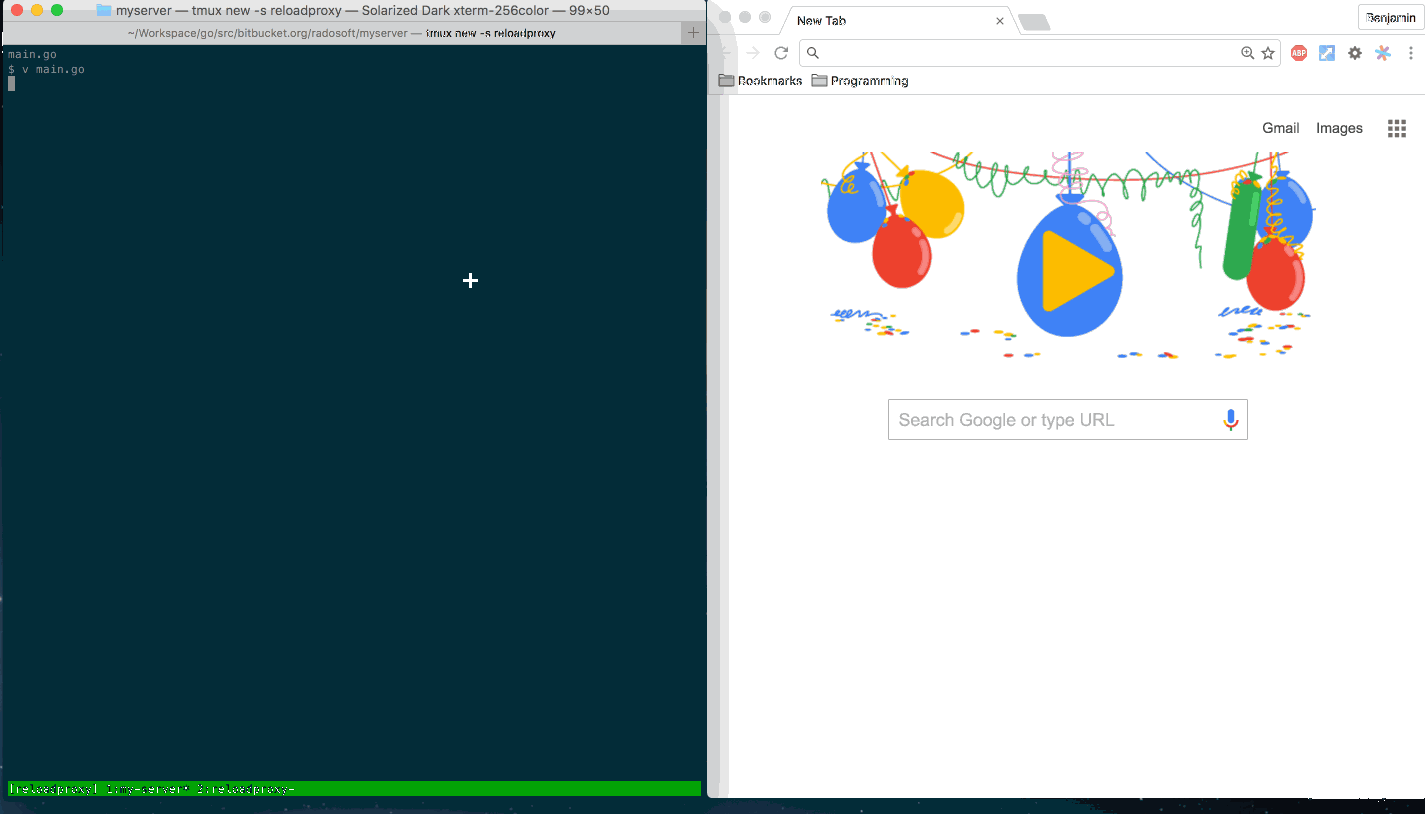 myserver — tmux new -s reloadproxy — Solarized Dark xterm-256color — 99×50
~/Workspace/go/src/bitbucket.org/radosoft/myserver — tmux new -s reloadproxy
+
main.go
$ v main.go
[reloadproxy] 1:my-server* 2:reloadproxy-
New Tab
Benjamin
ABP
Bookmarks
Programming
Gmail
Images
Search Google or type URL